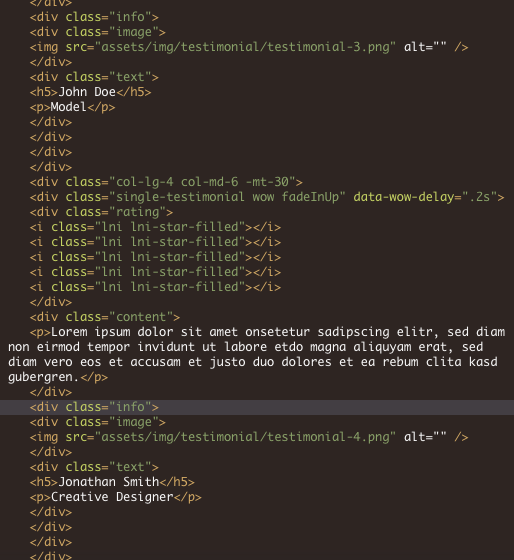 </div>
<div class="info">
<div class="image">
<img src="assets/img/testimonial/testimonial-3.png" alt="" />
</div>
<div class="text">
<h5>John Doe</h5>
<p>Model</p>
</div>
</div>
</div>
</div>
<div class="col-lg-4 col-md-6 -mt-30">
<div class="single-testimonial wow fadeInUp" data-wow-delay=".2s">
<div class="rating">
<i class="lni lni-star-filled"></i>
<i class="lni lni-star-filled"></i>
<i class="lni lni-star-filled"></i>
<i class="lni lni-star-filled"></i>
<i class="lni lni-star-filled"></i>
</div>
<div class="content">
<p>Lorem ipsum dolor sit amet onsetetur sadipscing elitr, sed diam
non eirmod tempor invidunt ut labore etdo magna aliquyam erat, sed
diam vero eos et accusam et justo duo dolores et ea rebum clita kasd
gubergren.</p>
</div>
<div class="info">
<div class="image">
<img src="assets/img/testimonial/testimonial-4.png" alt="" />
</div>
<div class="text">
<h5>Jonathan Smith</h5>
<p>Creative Designer</p>
</div>
</div>
</div>
</div>